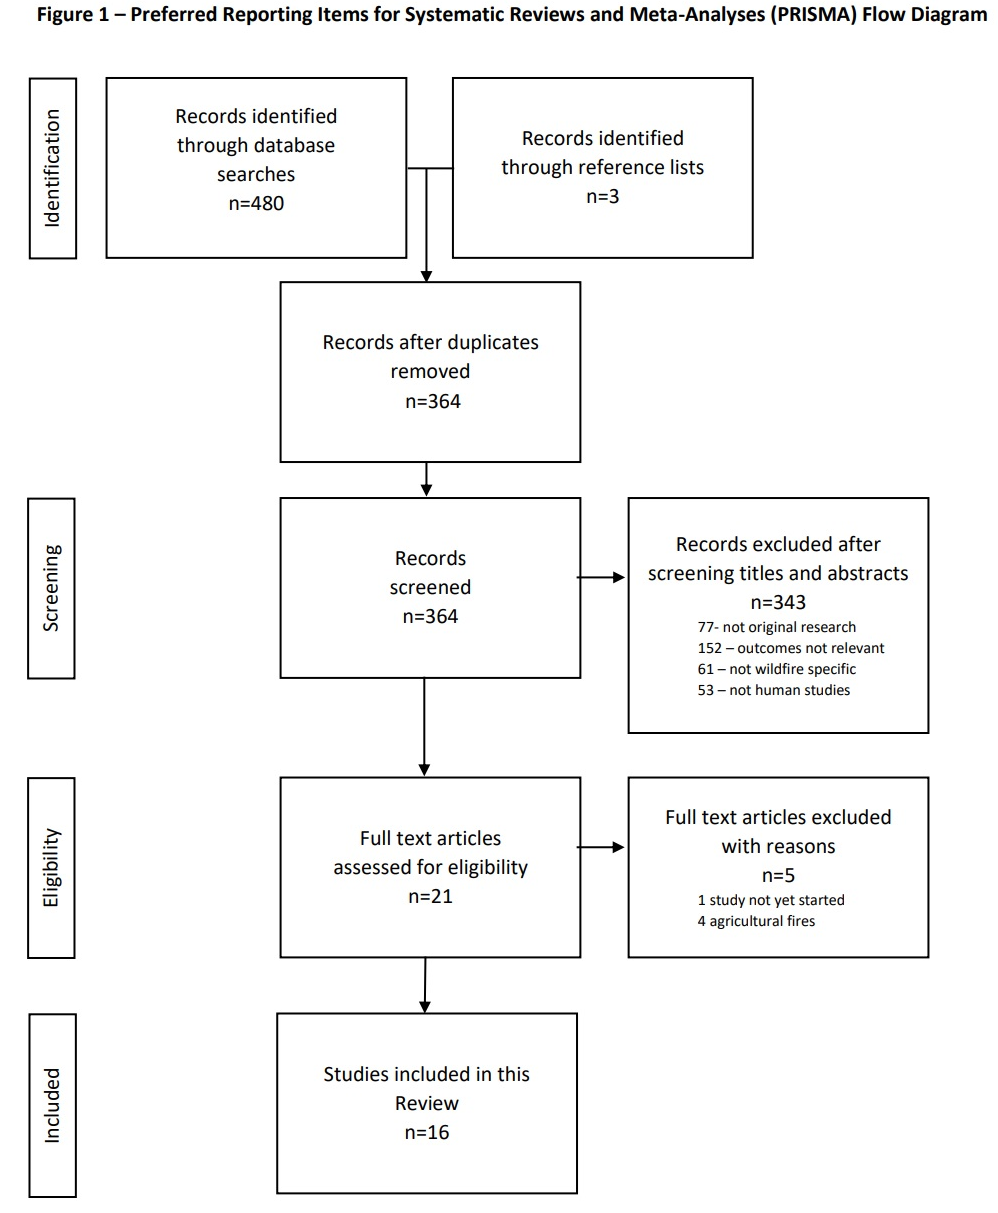 Figure 1 – Preferred Reporting Items for Systematic Reviews and Meta-Analyses (PRISMA) Flow Diagram
Identification
Records identified
through database
searches
n=480
Records identified
through reference lists
n=3
Records after duplicates
removed
n=364
Screening
Records
screened
n=364
Records excluded after
screening titles and abstracts
n=343
77- not original research
152 – outcomes not relevant
61 – not wildfire specific
53 – not human studies
Eligibility
Full text articles
assessed for eligibility
n=21
Full text articles excluded
with reasons
n=5
1 study not yet started
4 agricultural fires
Included
Studies included in this
Review
n=16